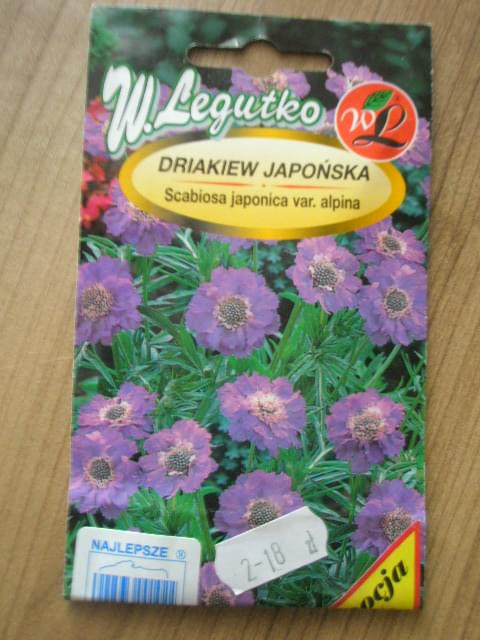 W. Legutko
WL
DRIAKIEW JAPOŃSKA
Scabiosa japonica var. alpina
NAJLEPSZE ®
2-18 zł
ocja